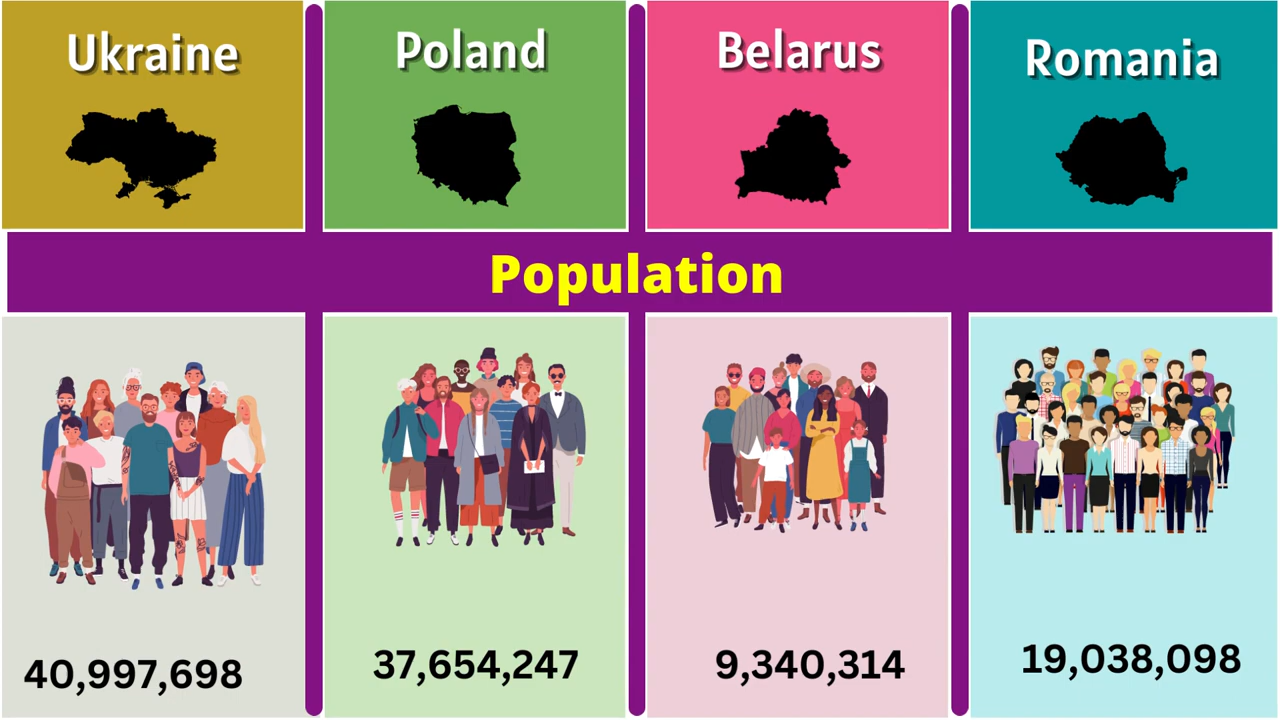 Ukraine
Poland
Belarus
Romania
Population
40,997,698
37,654,247
9,340,314
19,038,098